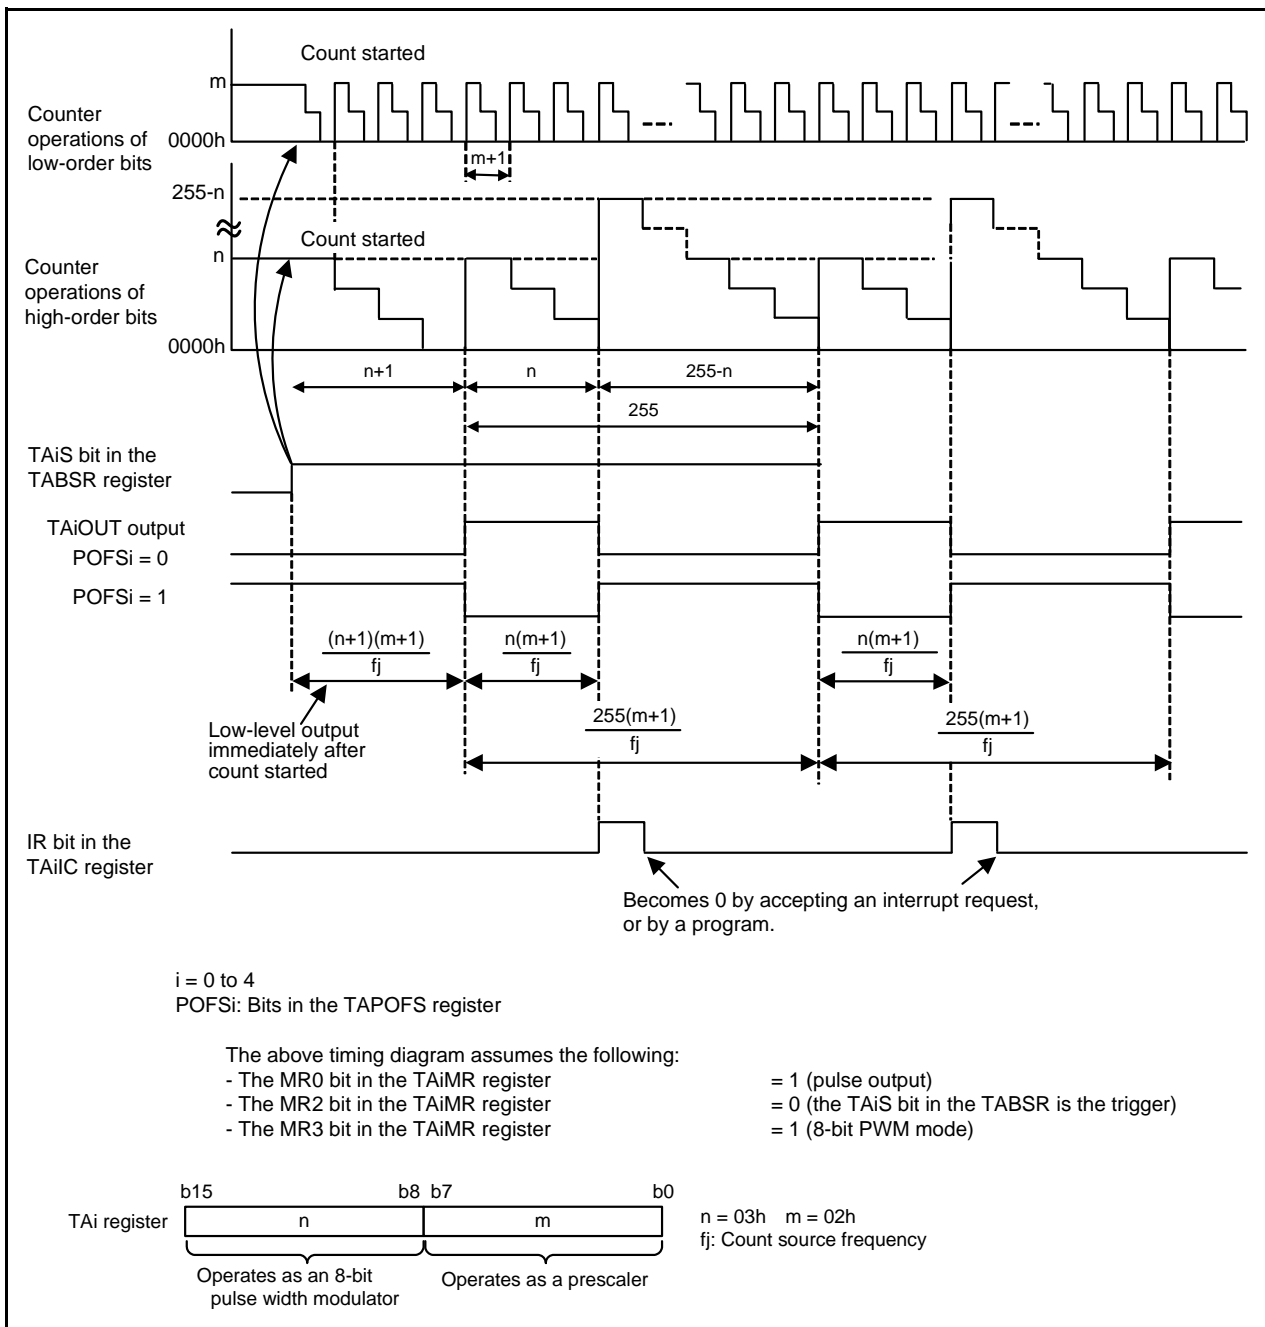 Count started
m
Counter
operations of
low-order bits
0000h
m+1
255-n
Count started
n
Counter
operations of
high-order bits
0000h
n+1
n
255-n
255
TAiS bit in the
TABSR register
TAiOUT output
POFSi = 0
POFSi = 1
(n+1)(m+1)
fj
n(m+1)
fj
n(m+1)
fj
Low-level output
immediately after
count started
255(m+1)
fj
255(m+1)
fj
IR bit in the
TAiIC register
Becomes 0 by accepting an interrupt request,
or by a program.
i = 0 to 4
POFSi: Bits in the TAPOFS register
The above timing diagram assumes the following:
- The MR0 bit in the TAiMR register = 1 (pulse output)
- The MR2 bit in the TAiMR register = 0 (the TAiS bit in the TABSR is the trigger)
- The MR3 bit in the TAiMR register = 1 (8-bit PWM mode)
b15 b8 b7 b0
TAi register n m
n = 03h m = 02h
fj: Count source frequency
Operates as an 8-bit
pulse width modulator
Operates as a prescaler